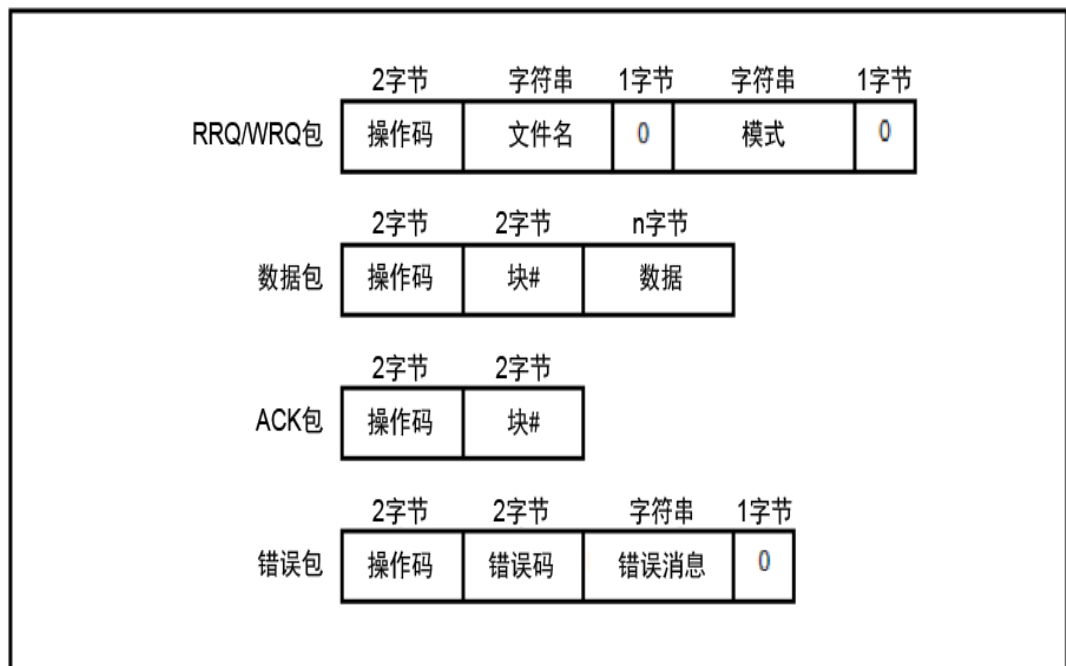 2字节 字符串 1字节 字符串 1字节
RRQ/WRQ包 操作码 文件名 0 模式 0
2字节 2字节 n字节
数据包 操作码 块# 数据
2字节 2字节
ACK包 操作码 块#
2字节 2字节 字符串 1字节
错误包 操作码 错误码 错误消息 0